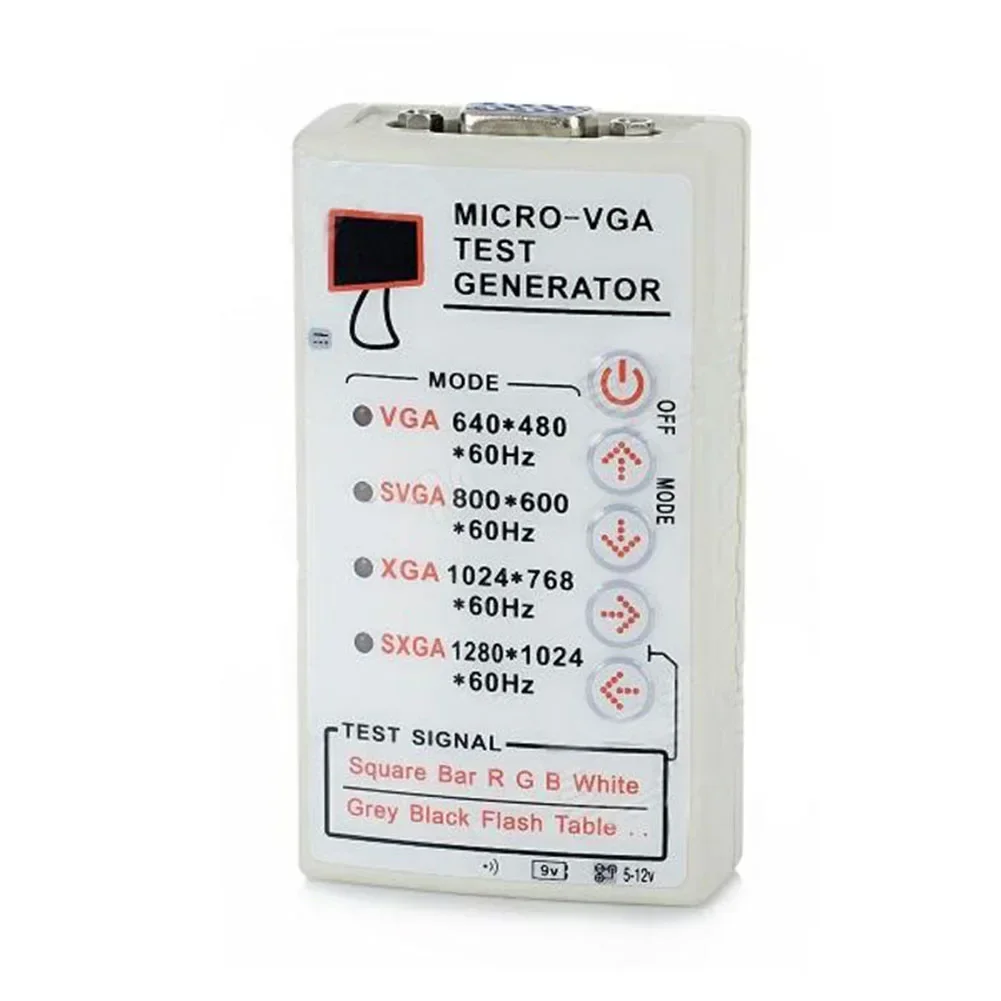 MICRO-VGA
TEST
GENERATOR
MODE
OFF
VGA 640*480
*60Hz
MODE
SVGA 800*600
*60Hz
XGA 1024*768
*60Hz
SXGA 1280*1024
*60Hz
TEST SIGNAL
Square Bar R G B White
Grey Black Flash Table . .
9v 5-12v